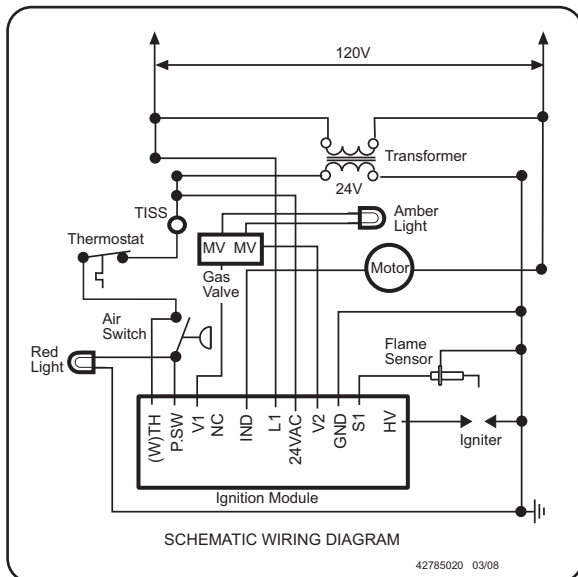 120V
Transformer
24V
TISS
Amber
Light
Thermostat
MV MV
Gas
Valve
Motor
Air
Switch
Red
Light
Flame
Sensor
(W)TH
P.SW
V1
NC
IND
L1
24VAC
V2
GND
S1
HV
Igniter
Ignition Module
SCHEMATIC WIRING DIAGRAM
42785020 03/08